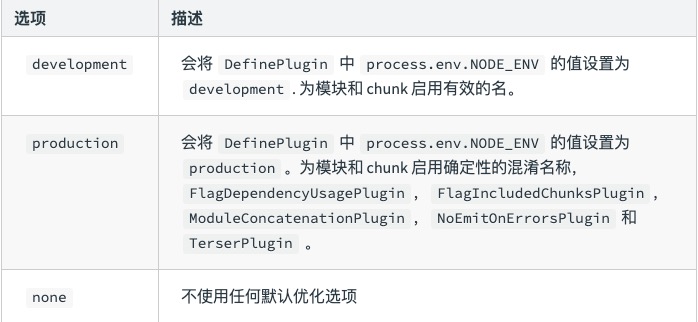 选项 描述
development 会将 DefinePlugin 中 process.env.NODE_ENV 的值设置为
development . 为模块和 chunk 启用有效的名。
production 会将 DefinePlugin 中 process.env.NODE_ENV 的值设置为
production 。为模块和 chunk 启用确定性的混淆名称，
FlagDependencyUsagePlugin ， FlagIncludedChunksPlugin ，
ModuleConcatenationPlugin ， NoEmitOnErrorsPlugin 和
TerserPlugin 。
none 不使用任何默认优化选项